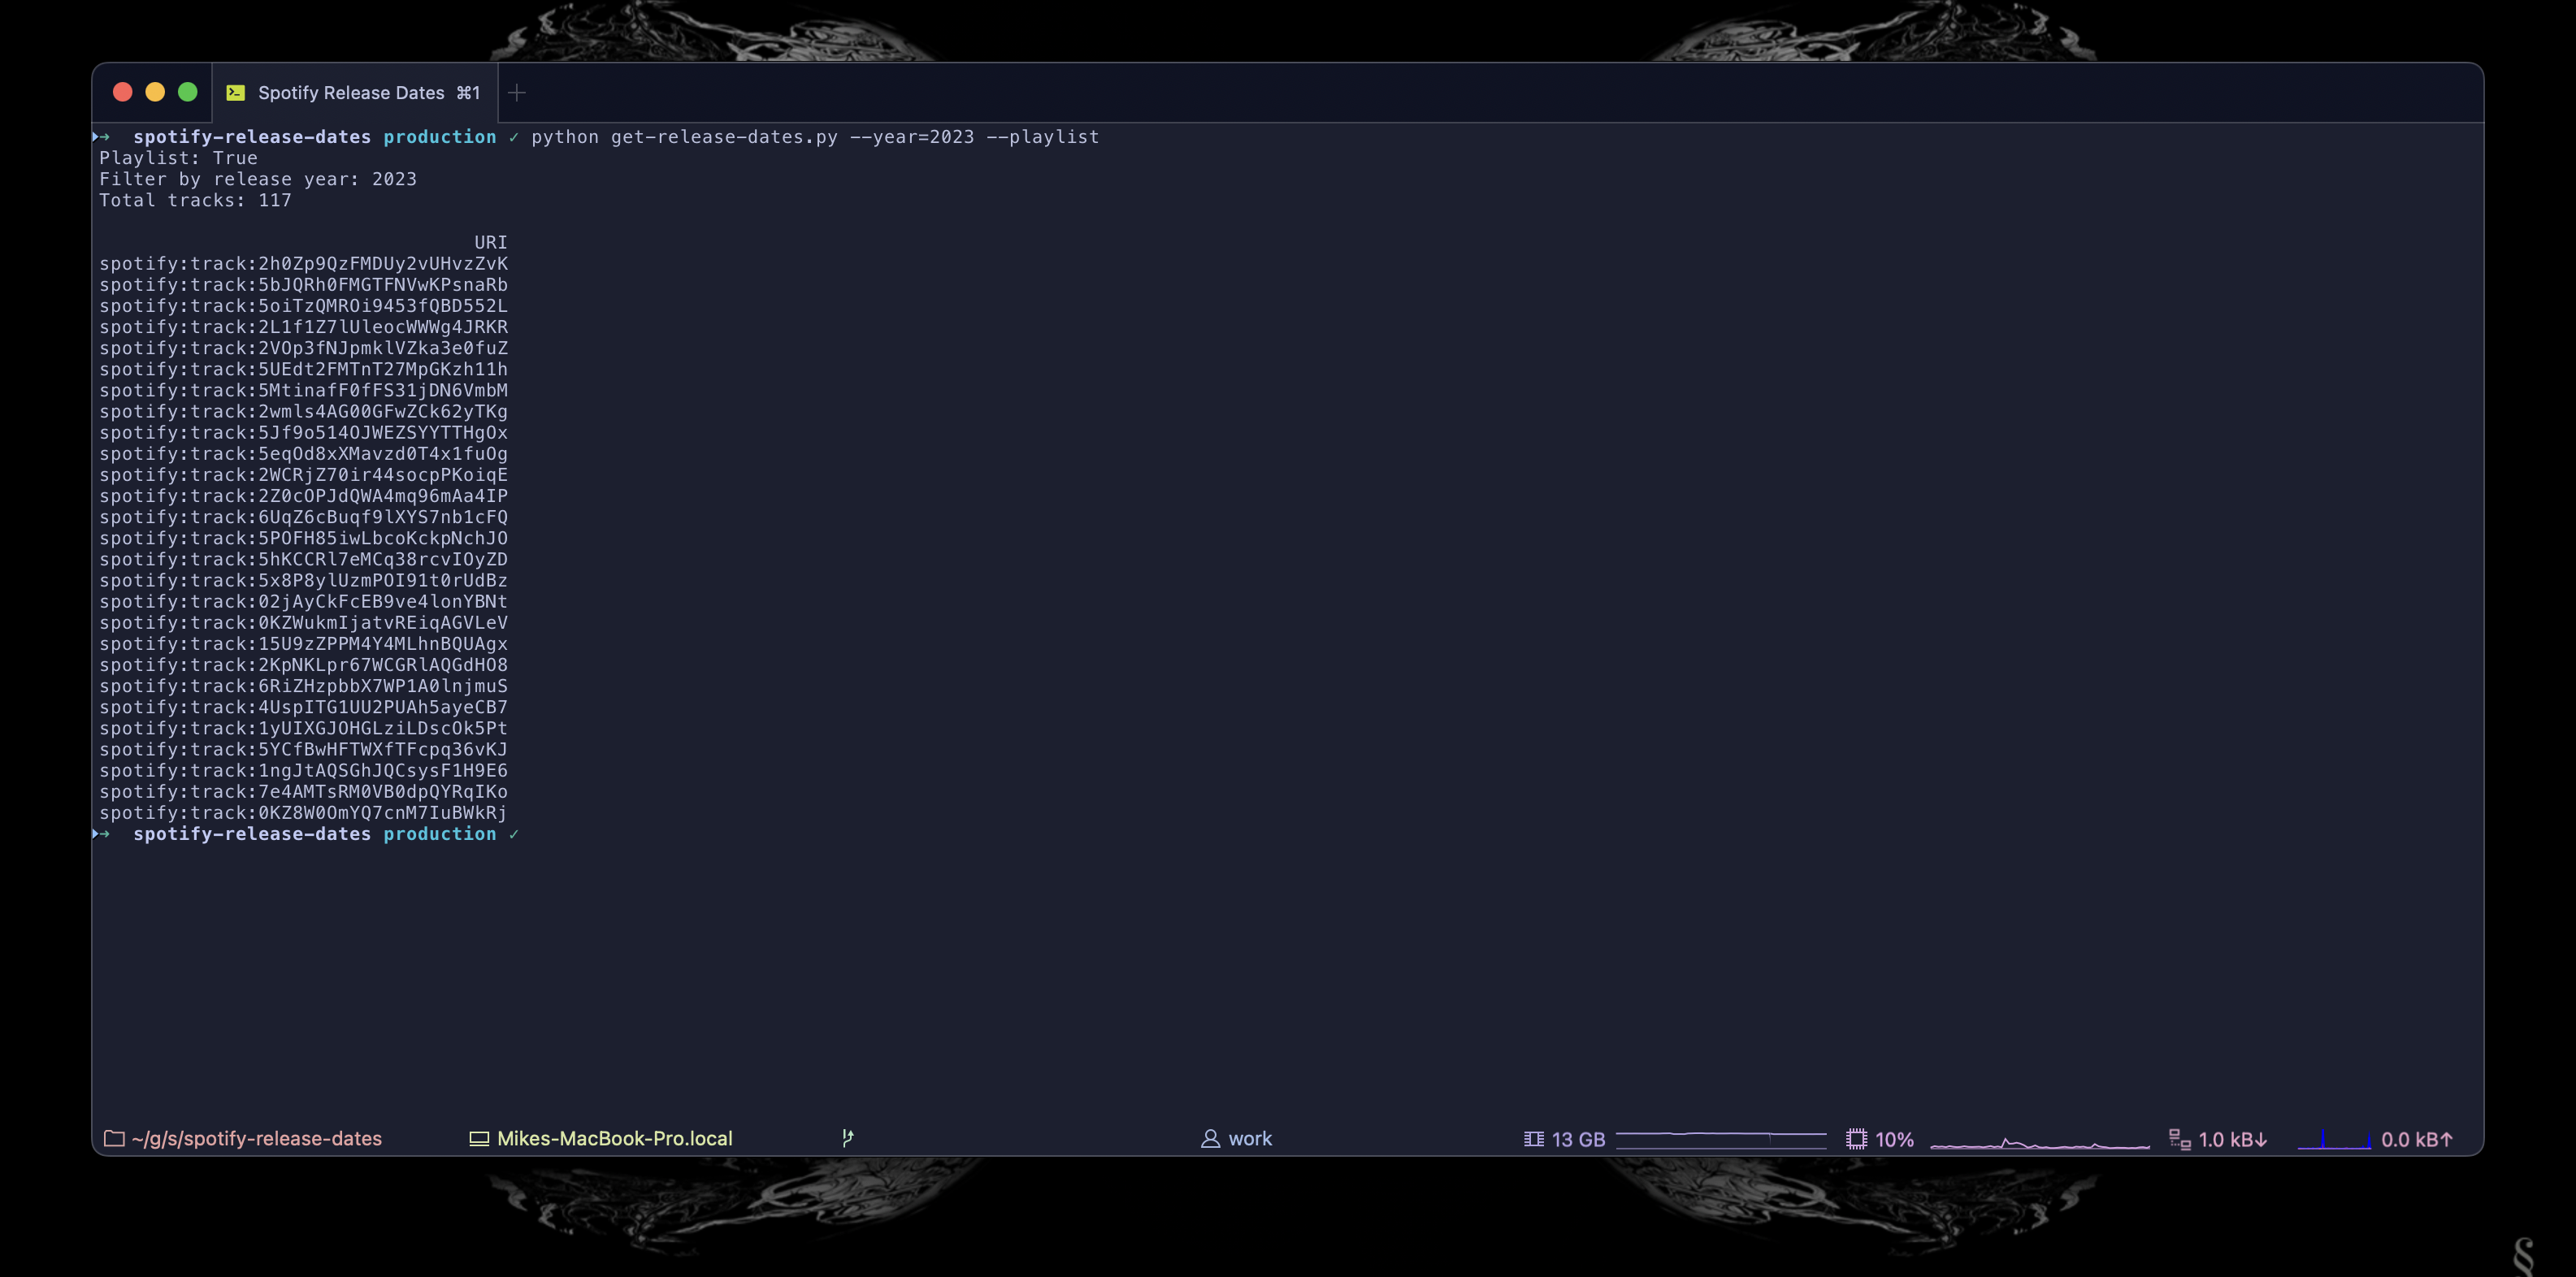 Spotify Release Dates ⌘1
spotify-release-dates production ✓ python get-release-dates.py --year=2023 --playlist
Playlist: True
Filter by release year: 2023
Total tracks: 117
URI
spotify:track:2h0Zp9QzFMDUy2vUHvzZvK
spotify:track:5bJQRh0FMGTFNVwKPsnaRb
spotify:track:5oiTzQMROi9453fQBD552L
spotify:track:2L1f1Z7lUleocWWWg4JRKR
spotify:track:2VOp3fNJpmklVZka3e0fuZ
spotify:track:5UEdt2FMTnT27MpGKzh11h
spotify:track:5MtinafF0fFS31jDN6VmbM
spotify:track:2wmls4AG00GFwZCk62yTKg
spotify:track:5Jf9o514OJWEZSYYTTHgOx
spotify:track:5eqOd8xXMavzd0T4x1fuOg
spotify:track:2WCRjZ70ir44socpPKoiqE
spotify:track:2Z0cOPJdQWA4mq96mAa4IP
spotify:track:6UqZ6cBuqf9lXYS7nb1cFQ
spotify:track:5POFH85iwLbcoKckpNchJO
spotify:track:5hKCCRl7eMCq38rcvIOyZD
spotify:track:5x8P8ylUzmPOI91t0rUdBz
spotify:track:02jAyCkFcEB9ve4lonYBNt
spotify:track:0KZWukmIjatvREiqAGVLeV
spotify:track:15U9zZPPM4Y4MLhnBQUAgx
spotify:track:2KpNKLpr67WCGRlAQGdHO8
spotify:track:6RiZHzpbbX7WP1A0lnjmuS
spotify:track:4UspITG1UU2PUAh5ayeCB7
spotify:track:1yUIXGJOHGLziLDscOk5Pt
spotify:track:5YCfBwHFTWXfTFcpq36vKJ
spotify:track:1ngJtAQSGhJQCsysF1H9E6
spotify:track:7e4AMTsRM0VB0dpQYRqIKo
spotify:track:0KZ8W0OmYQ7cnM7IuBWkRj
spotify-release-dates production ✓
~/g/s/spotify-release-dates Mikes-MacBook-Pro.local work 13 GB 10% 1.0 kB↓ 0.0 kB↑
§